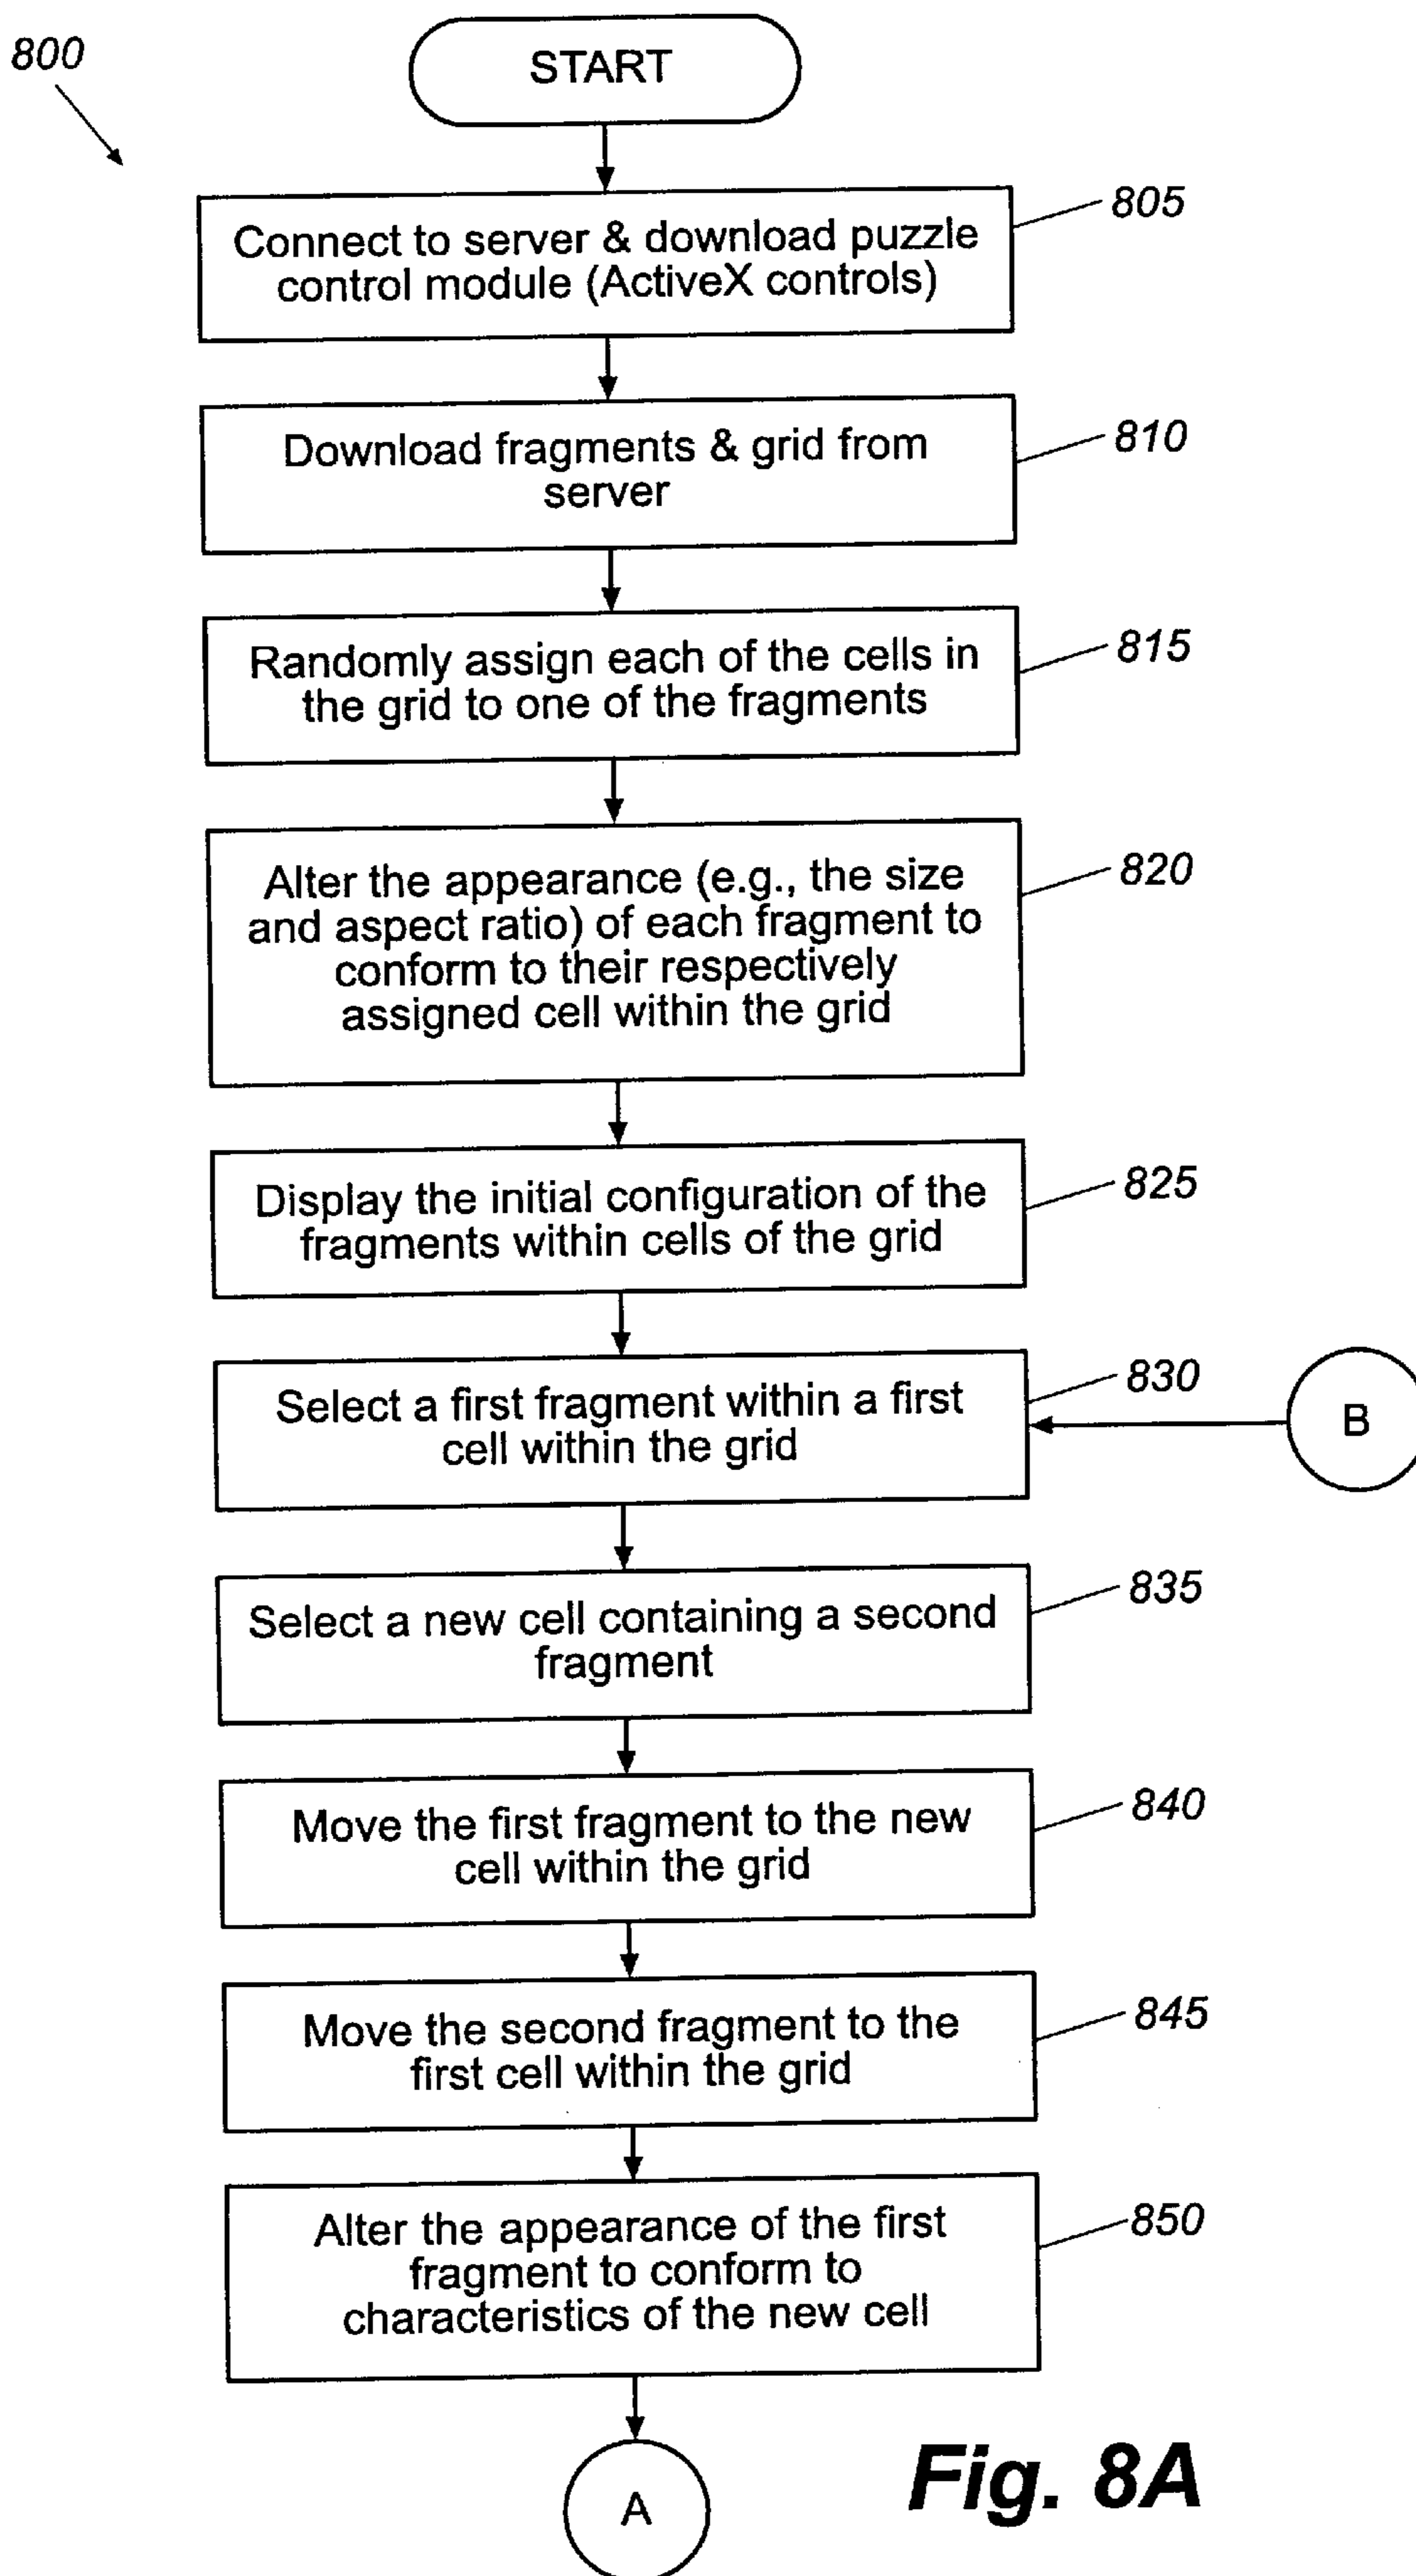 800
START
805
Connect to server & download puzzle
control module (ActiveX controls)
810
Download fragments & grid from
server
815
Randomly assign each of the cells in
the grid to one of the fragments
820
Alter the appearance (e.g., the size
and aspect ratio) of each fragment to
conform to their respectively
assigned cell within the grid
825
Display the initial configuration of the
fragments within cells of the grid
830
Select a first fragment within a first
cell within the grid
B
835
Select a new cell containing a second
fragment
840
Move the first fragment to the new
cell within the grid
845
Move the second fragment to the
first cell within the grid
850
Alter the appearance of the first
fragment to conform to
characteristics of the new cell
A
Fig. 8A